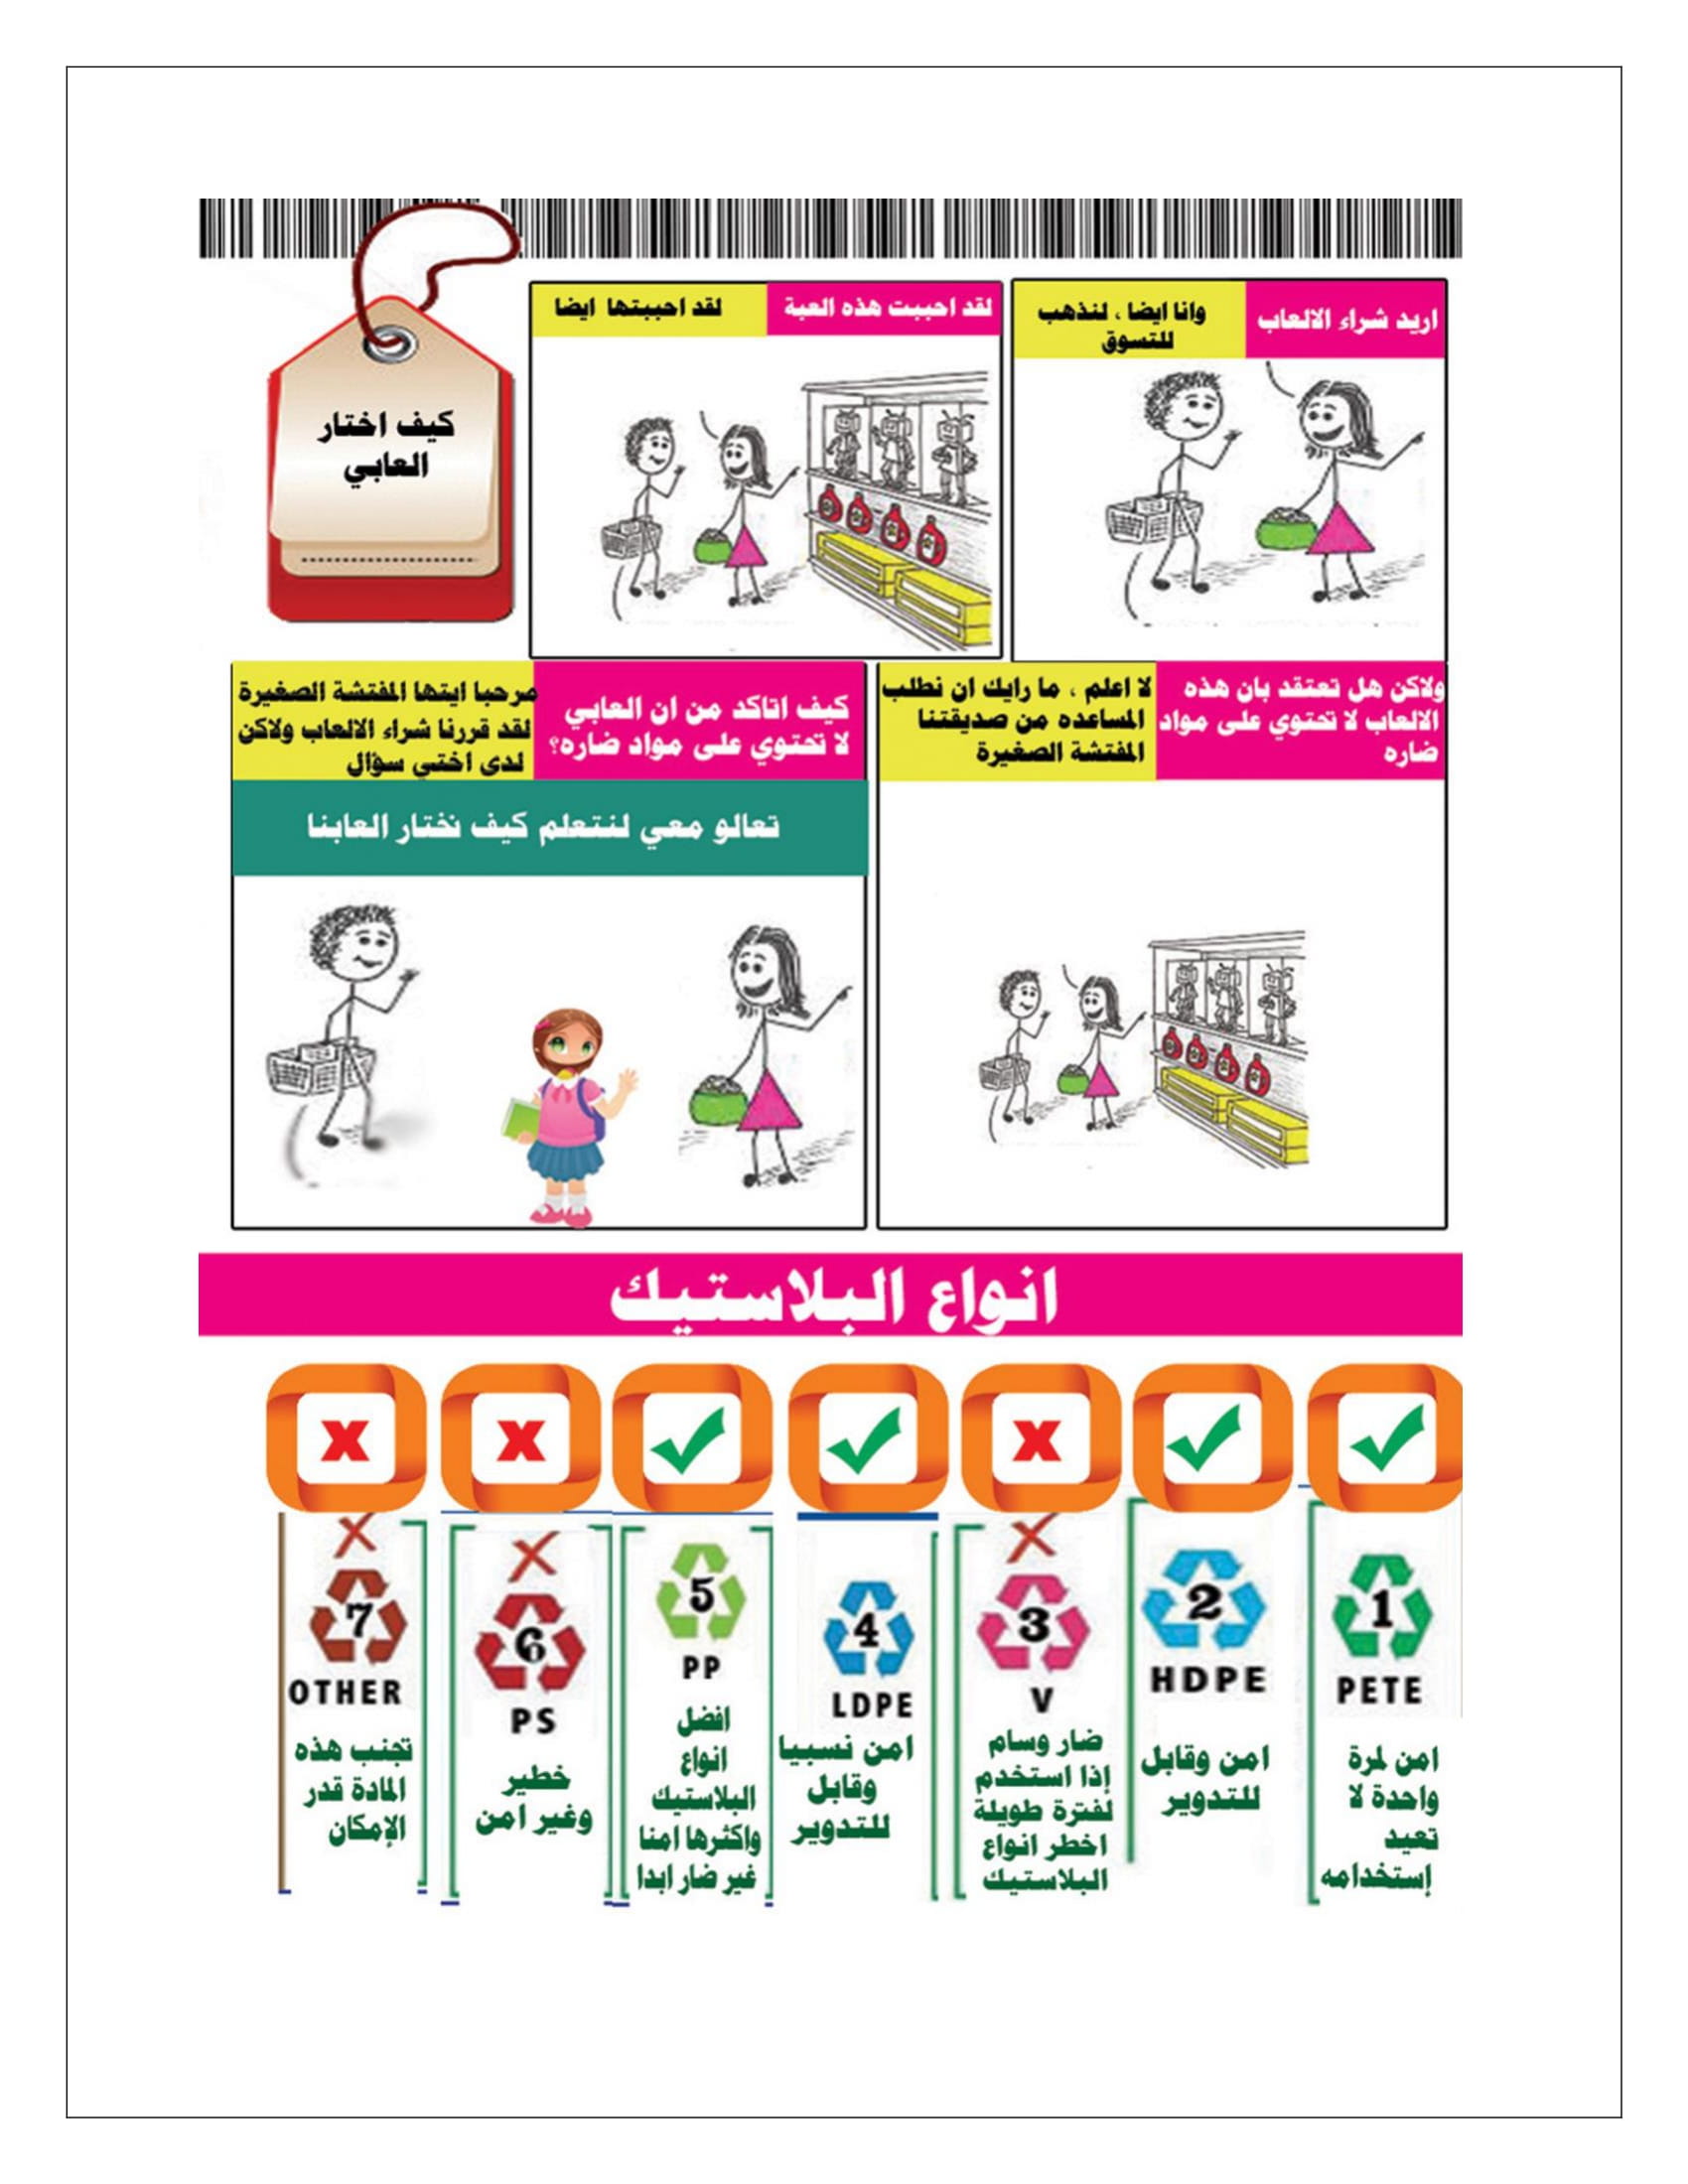 كيف اختار
العابي
اريد شراء الالعاب
وانا ايضا ، لنذهب
للتسوق
لقد احببت هذه العبة
لقد احببتها ايضا
ولاكن هل تعتقد بان هذه
الالعاب لا تحتوي على مواد
ضاره
لا اعلم ، ما رايك ان نطلب
المساعده من صديقتنا
المفتشة الصغيرة
مرحبا ايتها المفتشة الصغيرة
لقد قررنا شراء الالعاب ولاكن
لدى اختي سؤال
كيف اتاكد من ان العابي
لا تحتوي على مواد ضاره؟
تعالو معي لنتعلم كيف نختار العابنا
انواع البلاستيك
1
PETE
امن لمرة
واحدة لا
تعيد
إستخدامه
2
HDPE
امن وقابل
للتدوير
3
V
ضار وسام
إذا استخدم
لفترة طويلة
اخطر انواع
البلاستيك
4
LDPE
امن نسبيا
وقابل
للتدوير
5
PP
افضل
انواع
البلاستيك
واكثرها امنا
غير ضار ابدا
6
PS
خطير
وغير امن
7
OTHER
تجنب هذه
المادة قدر
الإمكان